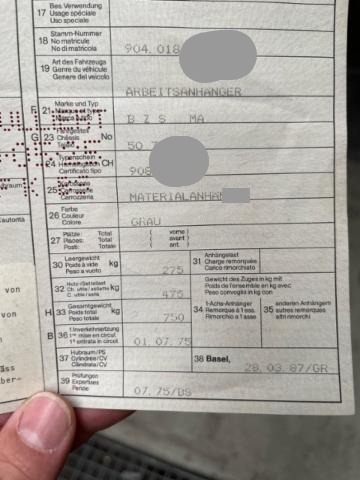 17 Bes. Verwendung
Usage spéciale
Uso speciale
18 Stamm-Nummer
No matricule
No di matricola
904.018
19 Art des Fahrzeugs
Genre du véhicule
Genere del veicolo
ARBEITSANHÄNGER
F 21 Marke und Typ
B Z S MA
G 23 Fahrgestell No
Châssis
Telaio
50
24 Typenschein CH
Certificato tipo
908
25
Carrozzeria
MATERIALANHÄ
26 Farbe
Couleur
Colore
GRAU
27 Plätze: Total ( vorne )
Places: Total ( avant )
Posti: Totale ( ant. )
30 Leergewicht kg
Poids à vide
Peso a vuoto
275
31 Anhängelast
Charge remorquée
Carico rimorchiato
32 Nutz-/Sattellast kg
Ch. utile/sellette
C. utile/sella
475
Gewicht des Zuges in kg mit
Poids de l'ensemble en kg avec
Peso convoglio in kg con
H 33 Gesamtgewicht kg
Poids total
Peso totale
750
34 1-Achs-Anhänger
Remorque à 1 essieu
Rimorchio a 1 asse
35 anderen Anhängern
autres remorques
altri rimorchi
B 36 1. Inverkehrsetzung
1re mise en circul.
1a entrata in circol.
01.07.75
37 Hubraum/PS
Cylindrée/CV
Cilindrata/CV
38 Basel,
28.03.87/GR
39 Prüfungen
Expertises
Perizie
07.75/BS
von
von